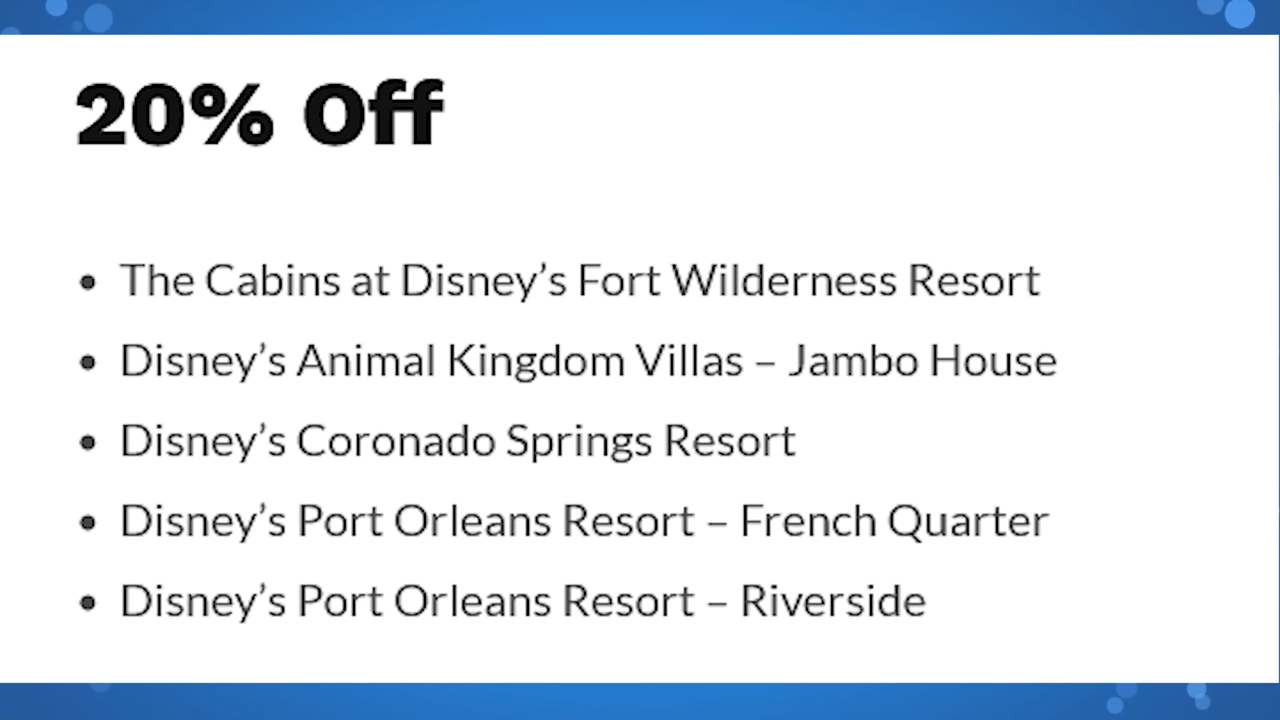 20% Off
• The Cabins at Disney’s Fort Wilderness Resort
• Disney’s Animal Kingdom Villas – Jambo House
• Disney’s Coronado Springs Resort
• Disney’s Port Orleans Resort – French Quarter
• Disney’s Port Orleans Resort – Riverside